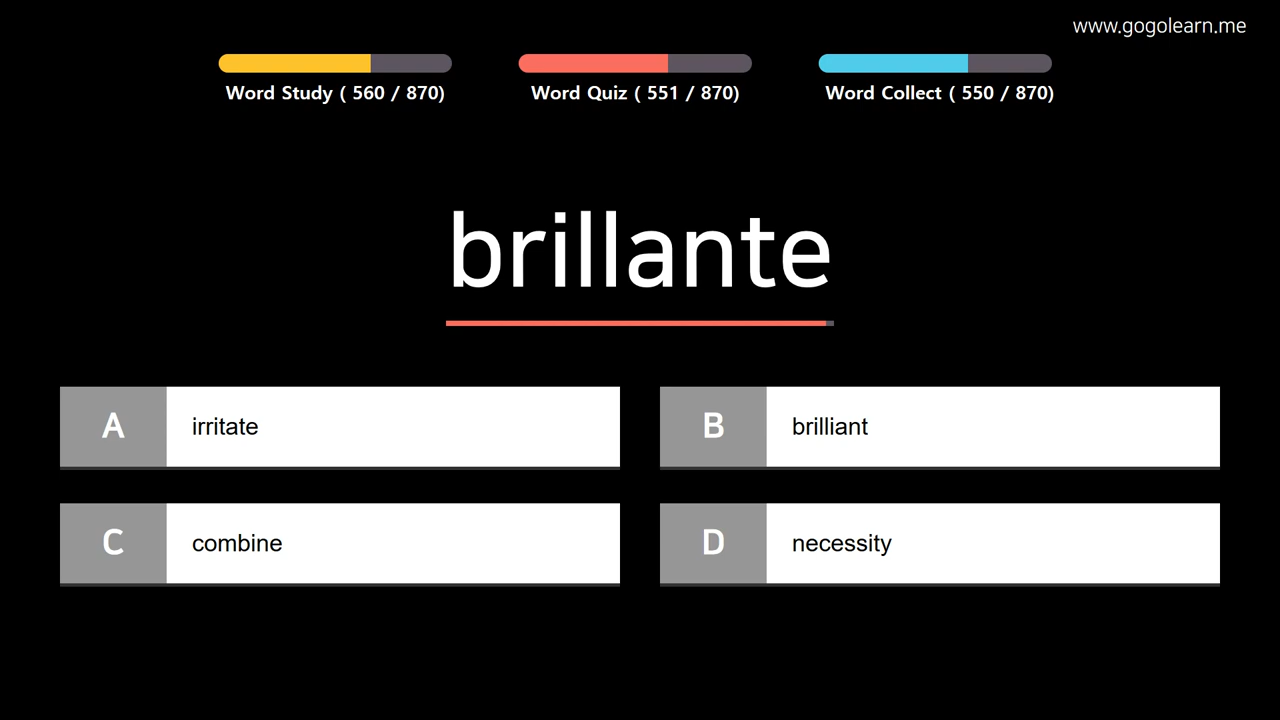 www.gogolearn.me
Word Study ( 560 / 870)
Word Quiz ( 551 / 870)
Word Collect ( 550 / 870)
brillante
A irritate
B brilliant
C combine
D necessity